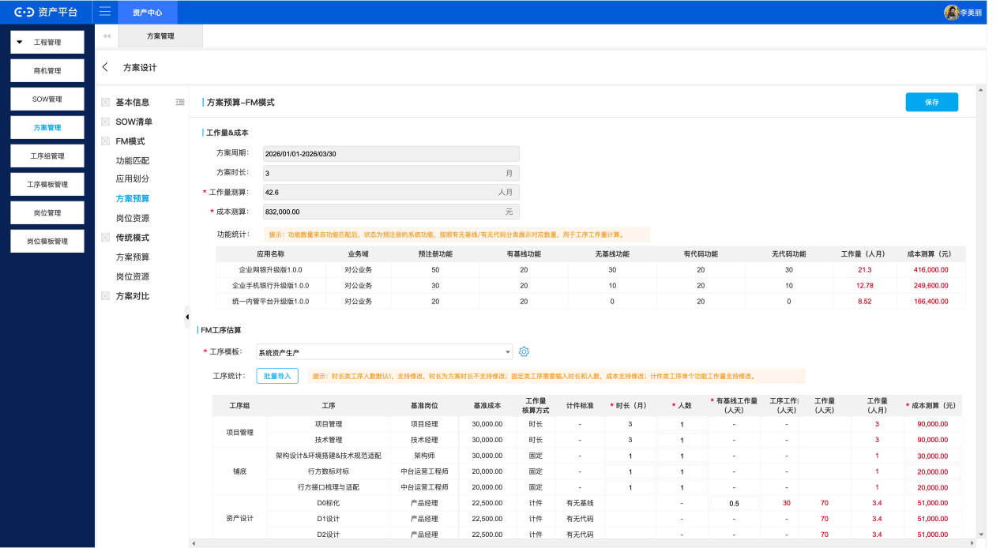 资产平台
资产中心
李美丽
工程管理
商机管理
SOW管理
方案管理
工序组管理
工序模板管理
岗位管理
岗位模板管理
方案管理
方案设计
基本信息
SOW清单
FM模式
功能匹配
应用划分
方案预算
岗位资源
传统模式
方案预算
岗位资源
方案对比
方案预算–FM模式
保存
工作量&成本
方案周期: 2026/01/01-2026/03/30
方案时长: 3 月
* 工作量测算: 42.6 人月
* 成本测算: 832,000.00 元
功能统计: 提示：功能数量来自功能匹配后，状态为预注册的系统功能，按照有无基线/有无代码分类展示对应数量，用于工序工作量计算。
应用名称 业务域 预注册功能 有基线功能 无基线功能 有代码功能 无代码功能 工作量（人月） 成本测算（元）
企业网银升级版1.0.0 对公业务 50 20 30 20 30 21.3 416,000.00
企业手机银行升级版1.0.0 对公业务 30 20 10 20 10 12.78 249,600.00
统一内管平台升级版1.0.0 对公业务 20 20 0 20 0 8.52 166,400.00
FM工序估算
* 工序模板: 系统资产生产
工序统计: 批量导入 提示：时长类工序人数默认1，支持修改，时长为方案时长不支持修改；固定类工序需要输入时长和人数，成本支持修改；计件类工序单个功能工作量支持修改。
工序组 工序 基准岗位 基准成本 工作量核算方式 计件标准 * 时长（月） * 人数 * 有基线工作量（人天） 工序工作（人天） 工作量（人天） 工作量（人月） * 成本测算（元）
项目管理 项目管理 项目经理 30,000.00 时长 - 3 1 - - 3 90,000.00
技术管理 项目经理 30,000.00 时长 - 3 1 - - 3 90,000.00
铺底 架构设计&环境搭建&技术规范适配 架构师 30,000.00 固定 - 1 1 - - 1 30,000.00
行方数标对标 中台运营工程师 20,000.00 固定 - 1 1 - - 1 20,000.00
行方接口梳理与适配 中台运营工程师 20,000.00 固定 - 1 1 - - 1 20,000.00
资产设计 D0标化 产品经理 22,500.00 计件 有无基线 - 0.5 30 70 3.4 51,000.00
D1设计 产品经理 22,500.00 计件 有无代码 - - - 70 3.4 51,000.00
D2设计 产品经理 22,500.00 计件 有无代码 - - - 70 3.4 51,000.00